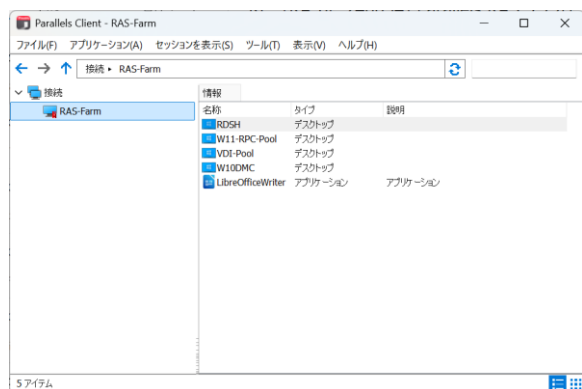 Parallels Client - RAS-Farm
ファイル(F) アプリケーション(A) セッションを表示(S) ツール(T) 表示(V) ヘルプ(H)
接続 ▸ RAS-Farm
接続
RAS-Farm
情報
名称 タイプ 説明
RDSH デスクトップ
W11-RPC-Pool デスクトップ
VDI-Pool デスクトップ
W10DMC デスクトップ
LibreOfficeWriter アプリケーション アプリケーション
5 アイテム